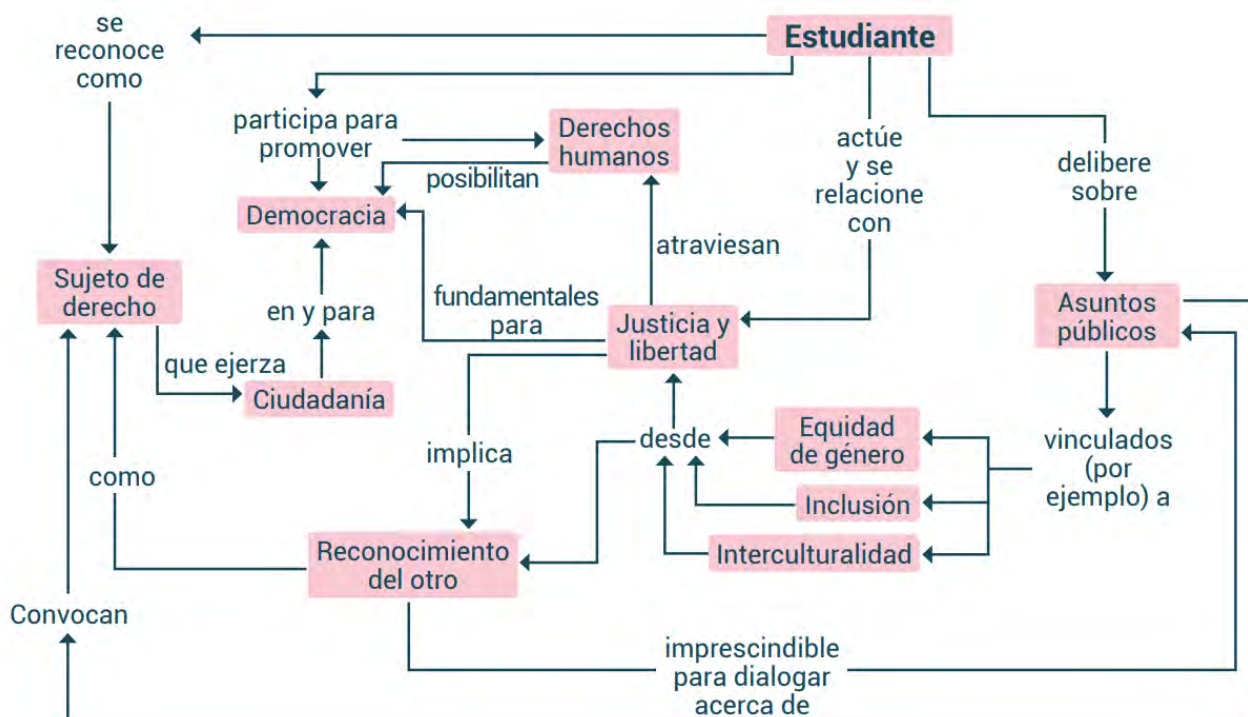 se
reconoce
como
Estudiante
participa para
promover
Derechos
humanos
actúe
y se
relacione
con
delibere
sobre
posibilitan
Democracia
atraviesan
Sujeto de
derecho
en y para
fundamentales
para
Justicia y
libertad
Asuntos
públicos
que ejerza
Ciudadanía
como
implica
desde
Equidad
de género
vinculados
(por
ejemplo) a
Inclusión
Interculturalidad
Reconocimiento
del otro
Convocan
imprescindible
para dialogar
acerca de